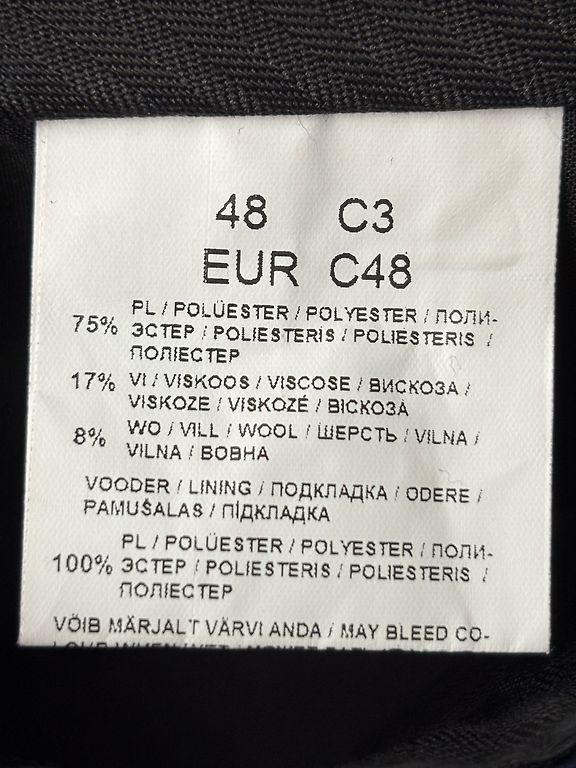 48 C3
EUR C48
75% PL / POLÜESTER / POLYESTER / ПОЛИ-
ЭСТЕР / POLIESTERIS / POLIESTERIS /
ПОЛІЕСТЕР
17% VI / VISKOOS / VISCOSE / ВИСКОЗА /
VISKOZE / VISKOZĖ / ВІСКОЗА
8% WO / VILL / WOOL / ШЕРСТЬ / VILNA /
VILNA / ВОВНА
VOODER / LINING / ПОДКЛАДКА / ODERE /
PAMUŠALAS / ПІДКЛАДКА
PL / POLÜESTER / POLYESTER / ПОЛИ-
100% ЭСТЕР / POLIESTERIS / POLIESTERIS /
ПОЛІЕСТЕР
VÕIB MÄRJALT VÄRVI ANDA / MAY BLEED CO-